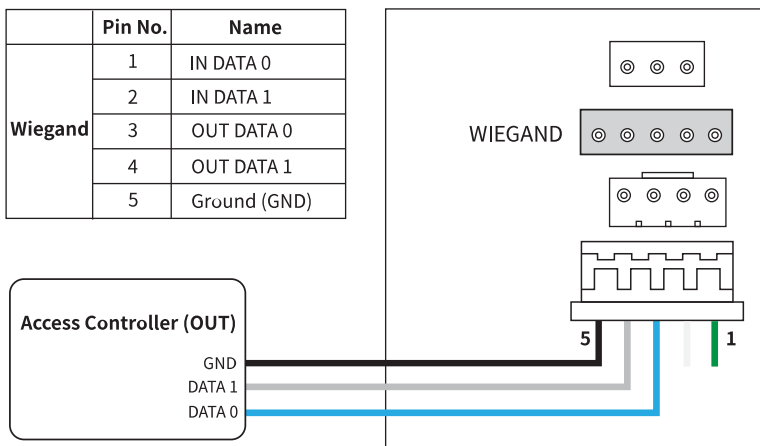 Pin No. Name
Wiegand
1 IN DATA 0
2 IN DATA 1
3 OUT DATA 0
4 OUT DATA 1
5 Ground (GND)
WIEGAND
5 1
Access Controller (OUT)
GND
DATA 1
DATA 0